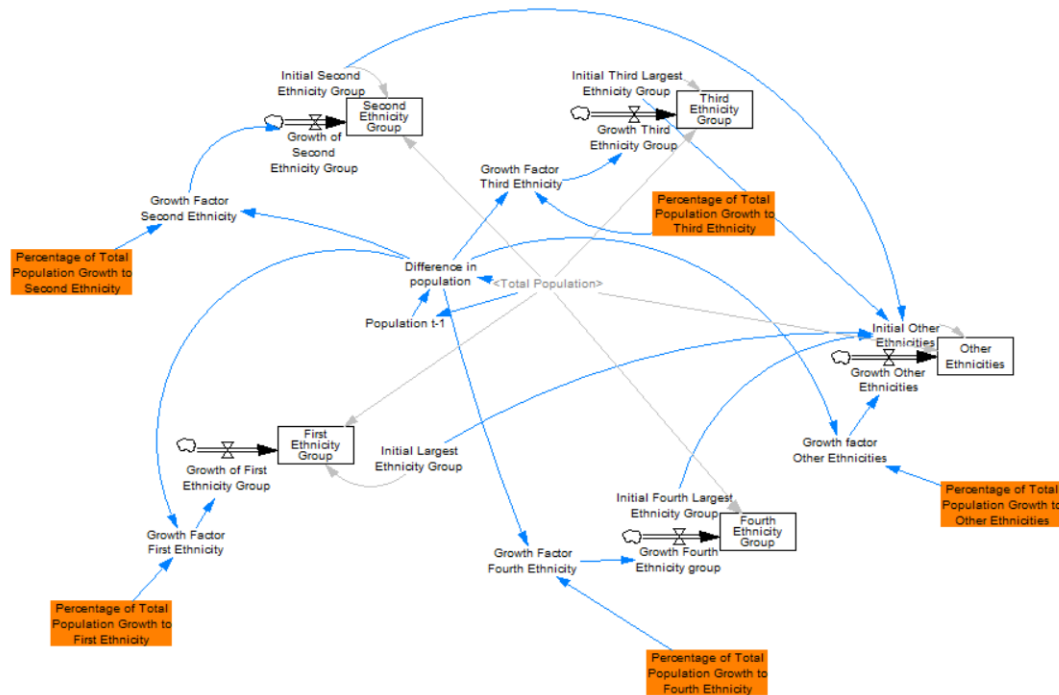 Initial Second
Ethnicity Group
Second
Ethnicity
Group
Growth of
Second
Ethnicity Group
Initial Third Largest
Ethnicity Group
Third
Ethnicity
Group
Growth Third
Ethnicity Group
Growth Factor
Second Ethnicity
Growth Factor
Third Ethnicity
Percentage of Total
Population Growth to
Third Ethnicity
Percentage of Total
Population Growth to
Second Ethnicity
Difference in
population
<Total Population>
Population t-1
Initial Other
Ethnicities
Other
Ethnicities
Growth Other
Ethnicities
First
Ethnicity
Group
Growth of First
Ethnicity Group
Initial Largest
Ethnicity Group
Growth factor
Other Ethnicities
Percentage of Total
Population Growth to
Other Ethnicities
Initial Fourth Largest
Ethnicity Group
Fourth
Ethnicity
Group
Growth Fourth
Ethnicity group
Growth Factor
First Ethnicity
Growth Factor
Fourth Ethnicity
Percentage of Total
Population Growth to
First Ethnicity
Percentage of Total
Population Growth to
Fourth Ethnicity